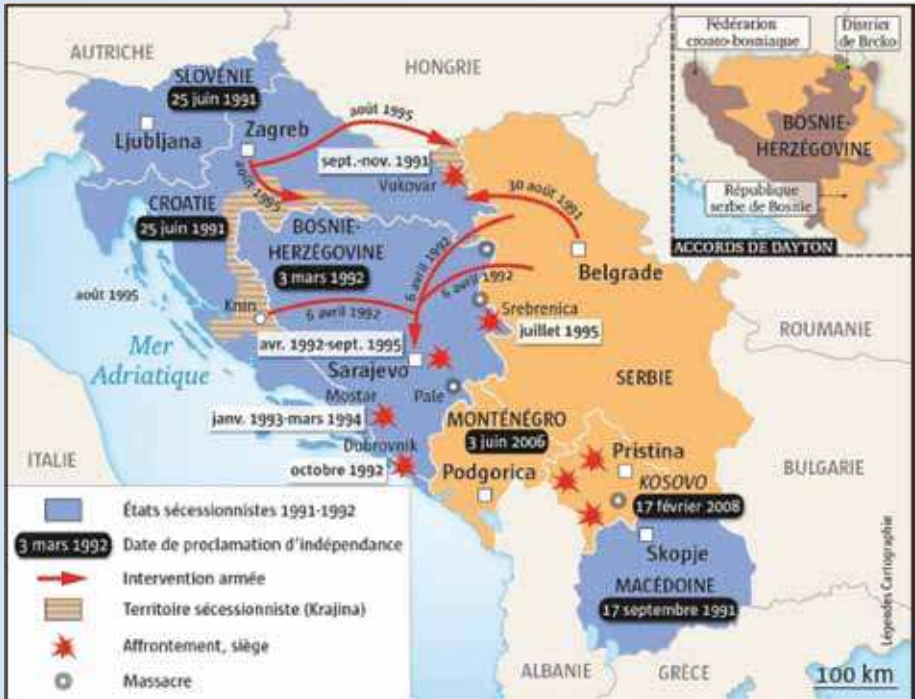 AUTRICHE
HONGRIE
SLOVÉNIE
25 juin 1991
Ljubljana
Zagreb
août 1995
sept.-nov. 1991
Vukovar
août 1995
30 août 1991
CROATIE
25 juin 1991
BOSNIE-
HERZÉGOVINE
3 mars 1992
6 avril 1992
6 avril 1992
Belgrade
août 1995
Knin
6 avril 1992
Srebrenica
juillet 1995
avr. 1992-sept. 1995
Sarajevo
ROUMANIE
Mer
Adriatique
SERBIE
Mostar
Pale
janv. 1993-mars 1994
MONTÉNÉGRO
3 juin 2006
Dubrovnik
octobre 1992
Podgorica
Pristina
KOSOVO
17 février 2008
ITALIE
BULGARIE
Skopje
MACÉDOINE
17 septembre 1991
ALBANIE
GRÈCE
100 km
Légendes Cartographie
Fédération
croato-bosniaque
District
de Brcko
BOSNIE-
HERZÉGOVINE
République
serbe de Bosnie
ACCORDS DE DAYTON
États sécessionnistes 1991-1992
3 mars 1992 Date de proclamation d'indépendance
Intervention armée
Territoire sécessionniste (Krajina)
Affrontement, siège
Massacre